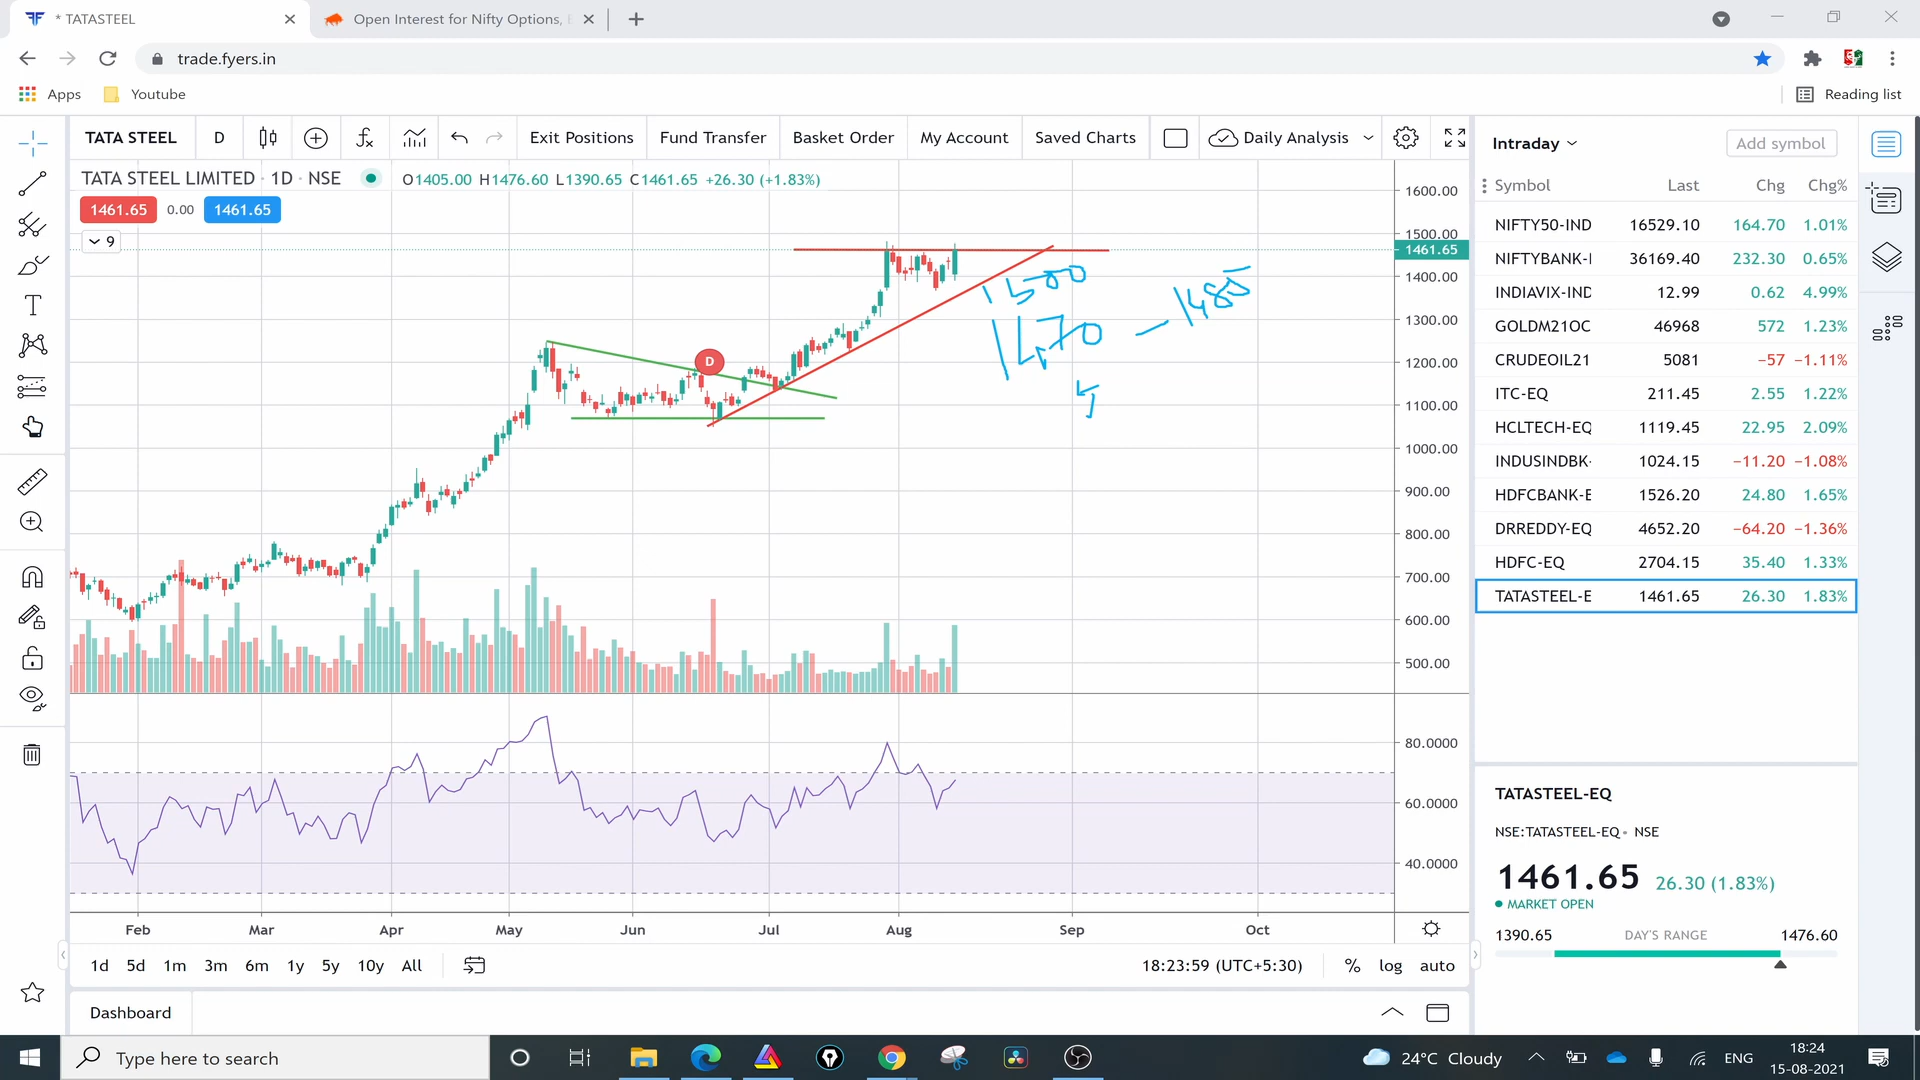 * TATASTEEL
Open Interest for Nifty Options,
trade.fyers.in
Apps
Youtube
Reading list
TATA STEEL
D
Exit Positions
Fund Transfer
Basket Order
My Account
Saved Charts
Daily Analysis
TATA STEEL LIMITED · 1D · NSE
O1405.00 H1476.60 L1390.65 C1461.65 +26.30 (+1.83%)
1461.65
0.00
1461.65
9
1600.00
1500.00
1461.65
1400.00
1300.00
1200.00
1100.00
1000.00
900.00
800.00
700.00
600.00
500.00
80.0000
60.0000
40.0000
D
1500
1470 - 1485
Feb Mar Apr May Jun Jul Aug Sep Oct
1d 5d 1m 3m 6m 1y 5y 10y All
18:23:59 (UTC+5:30)
% log auto
Dashboard
Intraday
Add symbol
Symbol Last Chg Chg%
NIFTY50-IND 16529.10 164.70 1.01%
NIFTYBANK-I 36169.40 232.30 0.65%
INDIAVIX-IND 12.99 0.62 4.99%
GOLDM21OC 46968 572 1.23%
CRUDEOIL21 5081 −57 −1.11%
ITC-EQ 211.45 2.55 1.22%
HCLTECH-EQ 1119.45 22.95 2.09%
INDUSINDBK- 1024.15 −11.20 −1.08%
HDFCBANK-E 1526.20 24.80 1.65%
DRREDDY-EQ 4652.20 −64.20 −1.36%
HDFC-EQ 2704.15 35.40 1.33%
TATASTEEL-E 1461.65 26.30 1.83%
TATASTEEL-EQ
NSE:TATASTEEL-EQ • NSE
1461.65 26.30 (1.83%)
MARKET OPEN
1390.65 DAY'S RANGE 1476.60
Type here to search
24°C Cloudy
ENG
18:24
15-08-2021